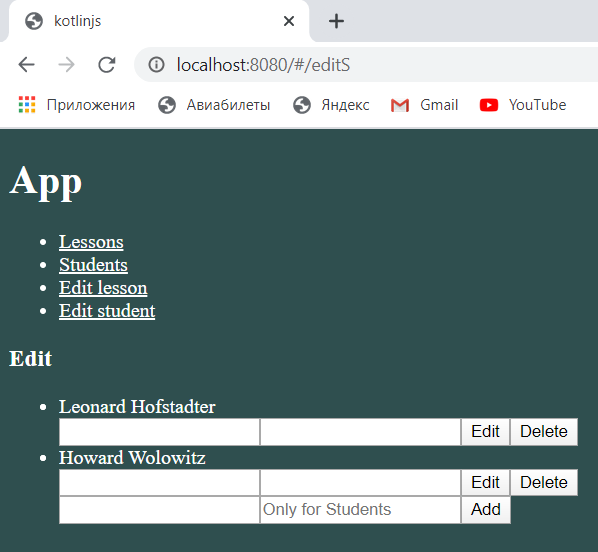 kotlinjs
localhost:8080/#/editS
Приложения Авиабилеты Яндекс Gmail YouTube
App
Lessons
Students
Edit lesson
Edit student
Edit
Leonard Hofstadter
Edit Delete
Howard Wolowitz
Edit Delete
Only for Students Add